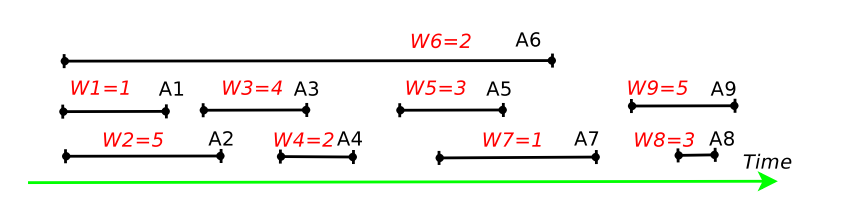 W6=2 A6
W1=1 A1 W3=4 A3 W5=3 A5 W9=5 A9
W2=5 A2 W4=2 A4 W7=1 A7 W8=3 A8
Time